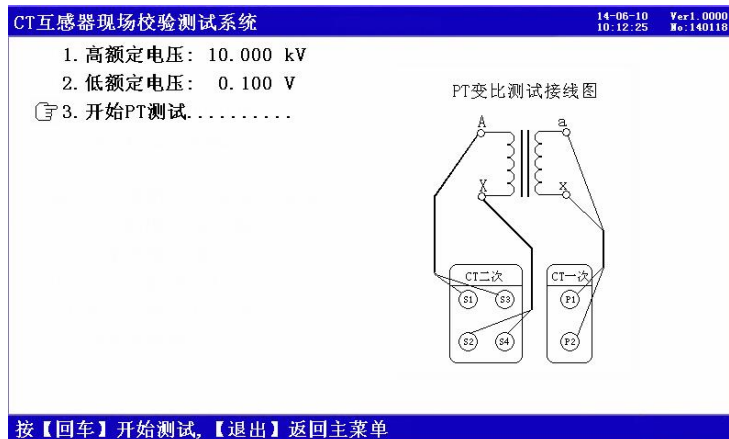 CT互感器现场校验测试系统
14-06-10 Ver1.0000
10:12:25 No:140118
1. 高额定电压: 10.000 kV
2. 低额定电压: 0.100 V
3. 开始PT测试..........
PT变比测试接线图
A a
X x
CT二次 CT一次
S1 S3 P1
S2 S4 P2
按【回车】开始测试,【退出】返回主菜单